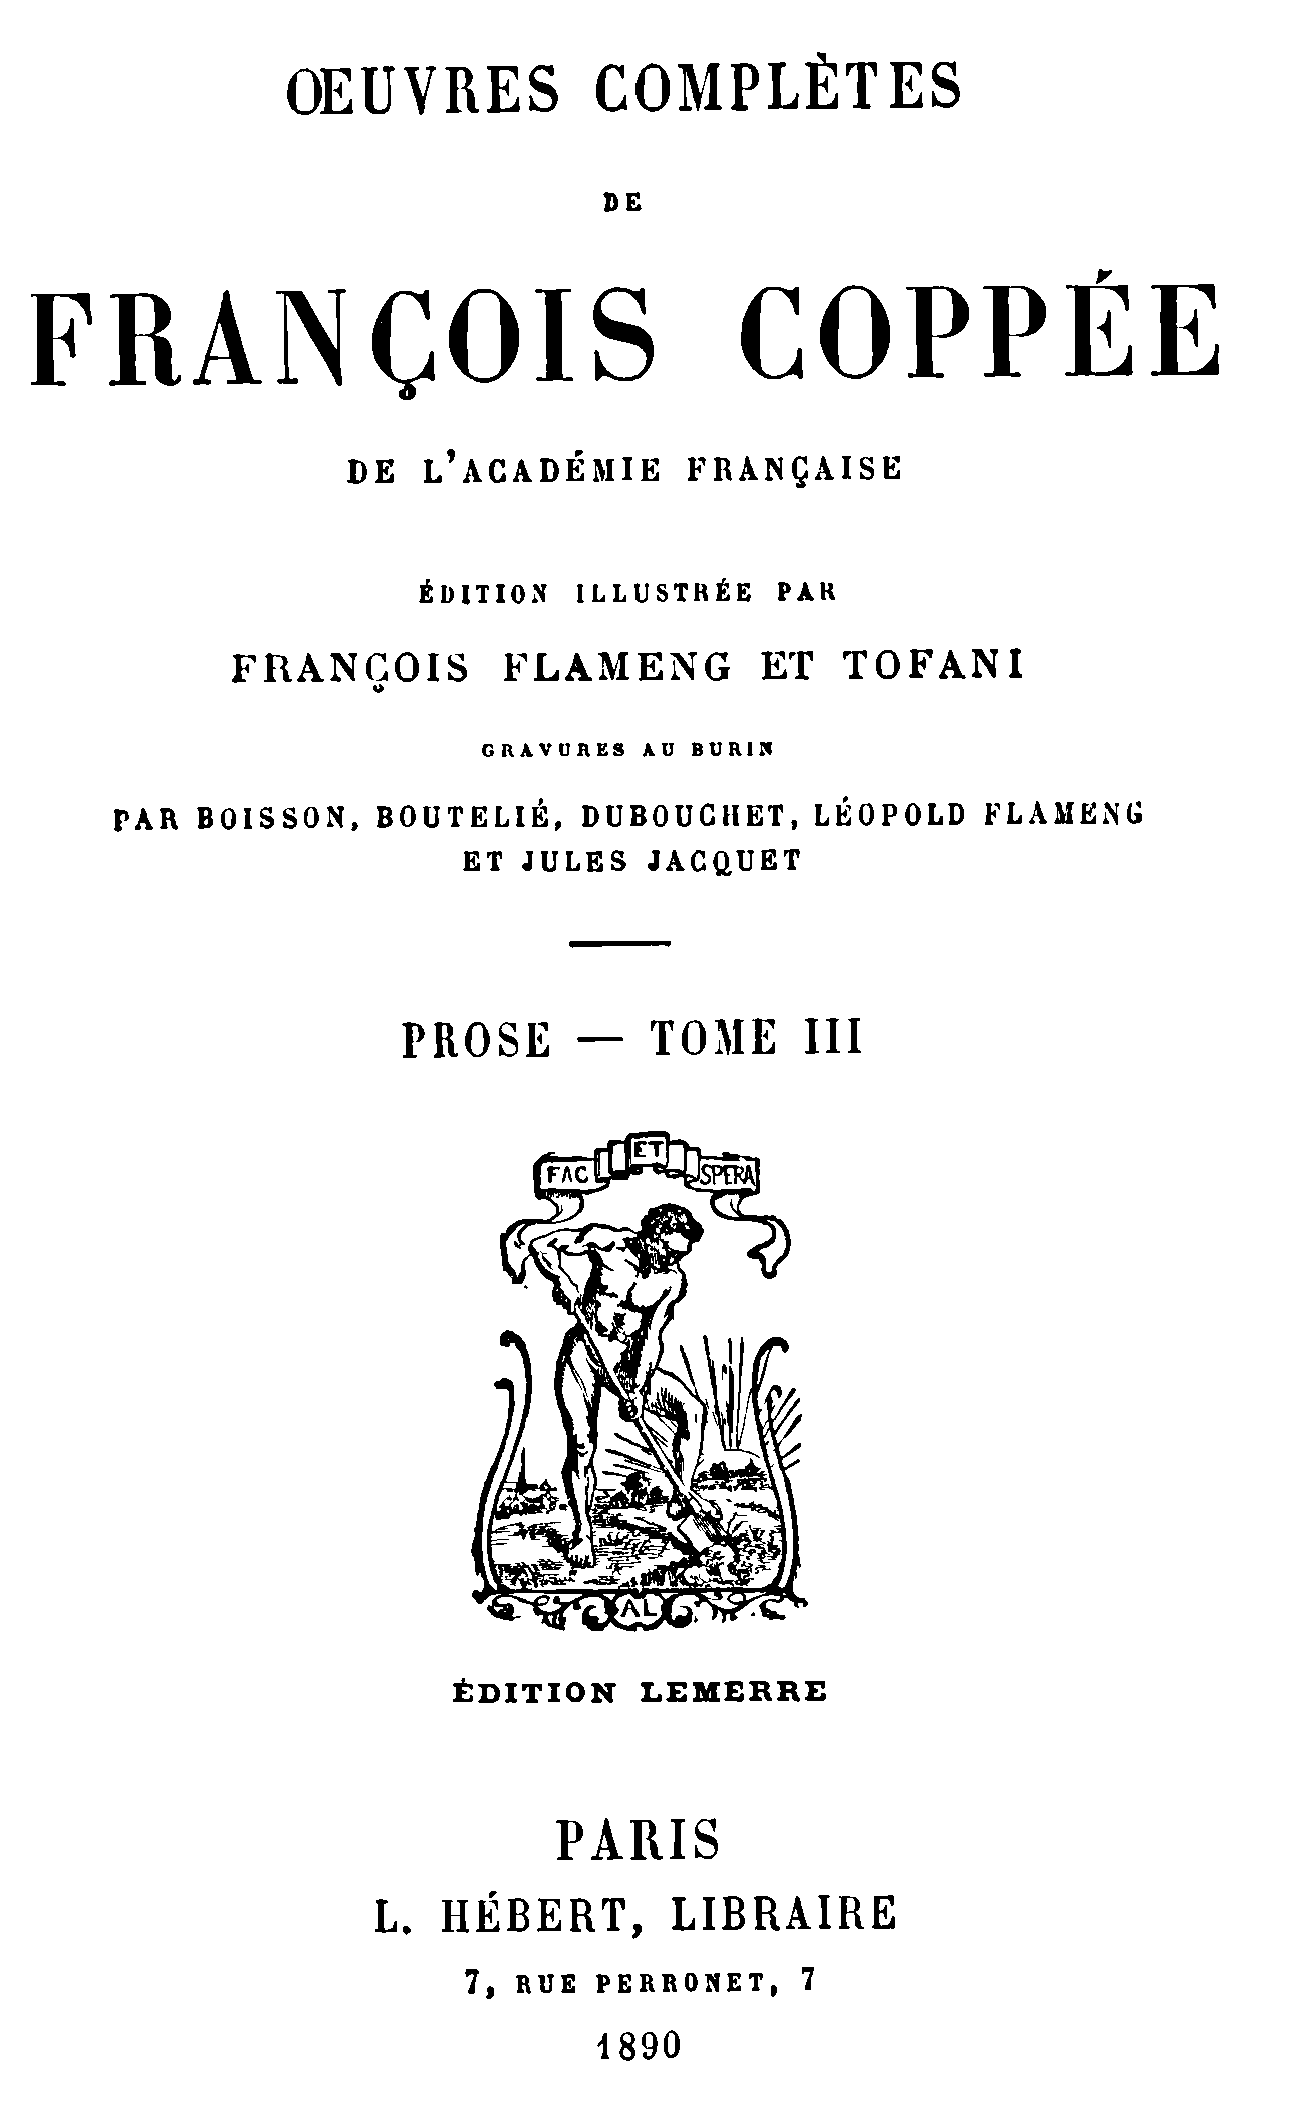 ŒUVRES COMPLÈTES
DE
FRANÇOIS COPPÉE
DE L'ACADÉMIE FRANÇAISE
ÉDITION ILLUSTRÉE PAR
FRANÇOIS FLAMENG ET TOFANI
GRAVURES AU BURIN
PAR BOISSON, BOUTELIÉ, DUBOUCHET, LÉOPOLD FLAMENG
ET JULES JACQUET
PROSE — TOME III
FAC ET SPERA
AL
ÉDITION LEMERRE
PARIS
L. HÉBERT, LIBRAIRE
7, RUE PERRONET, 7
1890